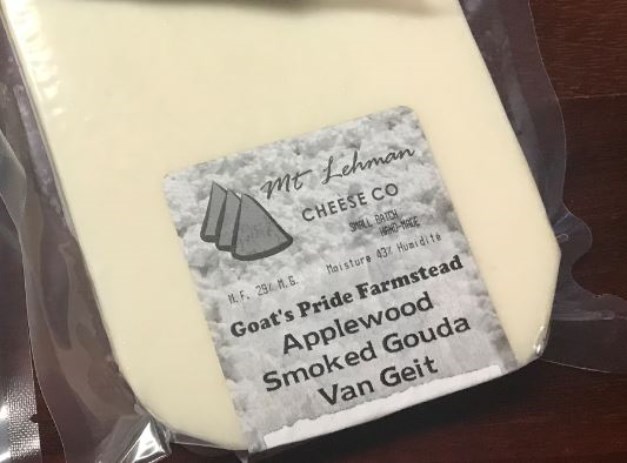 Mt Lehman
CHEESE CO
SMALL BATCH
HAND-MADE
M.F. 29% M.G. Moisture 43% Humidité
Goat's Pride Farmstead
Applewood
Smoked Gouda
Van Geit